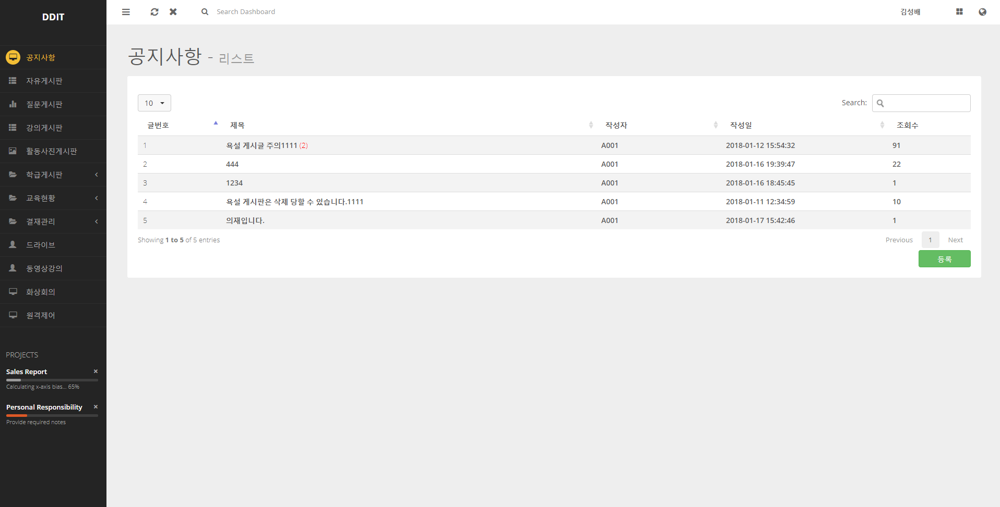 DDIT
Search Dashboard
김성배
공지사항
자유게시판
질문게시판
강의게시판
활동사진게시판
학급게시판
교육현황
결재관리
드라이브
동영상강의
화상회의
원격제어
PROJECTS
Sales Report ×
Calculating x-axis bias... 65%
Personal Responsibility ×
Provide required notes
공지사항 - 리스트
10
Search:
글번호 제목 작성자 작성일 조회수
1 욕설 게시글 주의1111 (2) A001 2018-01-12 15:54:32 91
2 444 A001 2018-01-16 19:39:47 22
3 1234 A001 2018-01-16 18:45:45 1
4 욕설 게시판은 삭제 당할 수 있습니다.1111 A001 2018-01-11 12:34:59 10
5 의재입니다. A001 2018-01-17 15:42:46 1
Showing 1 to 5 of 5 entries
Previous 1 Next
등록